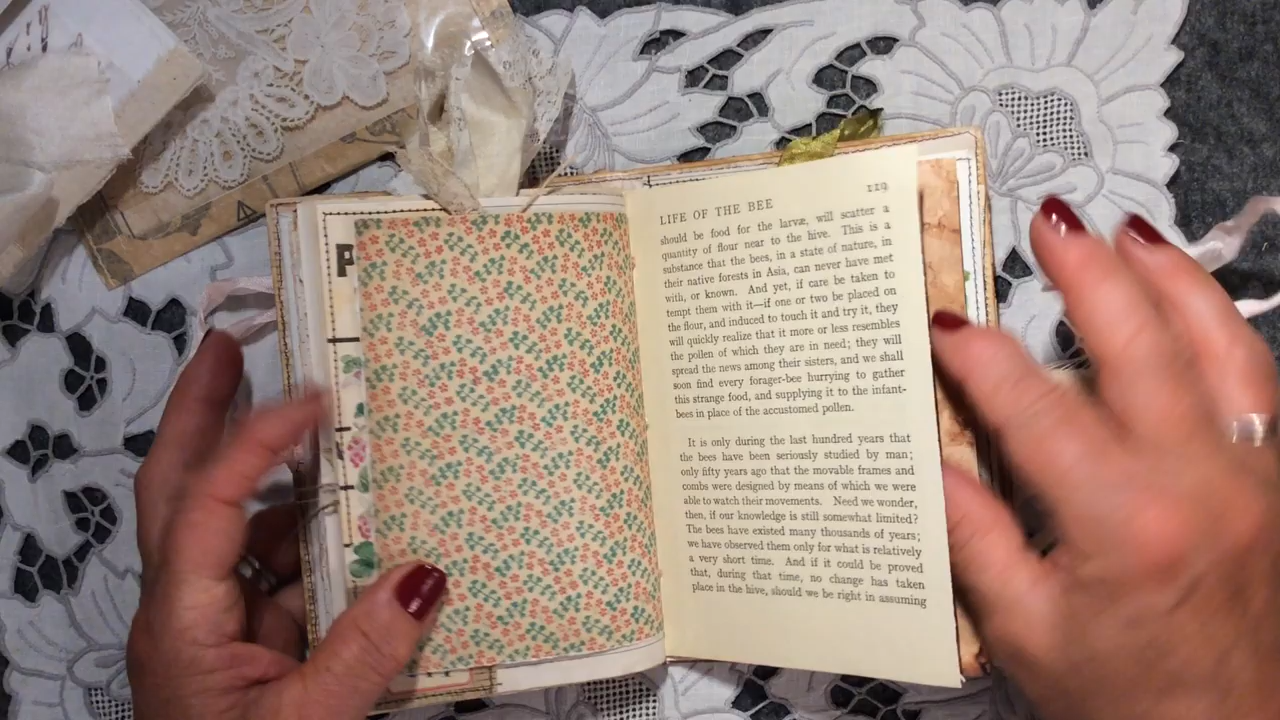 P
LIFE OF THE BEE
119
should be food for the larvæ, will scatter a
quantity of flour near to the hive. This is a
substance that the bees, in a state of nature, in
their native forests in Asia, can never have met
with, or known. And yet, if care be taken to
tempt them with it—if one or two be placed on
the flour, and induced to touch it and try it, they
will quickly realize that it more or less resembles
the pollen of which they are in need; they will
spread the news among their sisters, and we shall
soon find every forager-bee hurrying to gather
this strange food, and supplying it to the infant-
bees in place of the accustomed pollen.
It is only during the last hundred years that
the bees have been seriously studied by man;
only fifty years ago that the movable frames and
combs were designed by means of which we were
able to watch their movements. Need we wonder,
then, if our knowledge is still somewhat limited?
The bees have existed many thousands of years;
we have observed them only for what is relatively
a very short time. And if it could be proved
that, during that time, no change has taken
place in the hive, should we be right in assuming